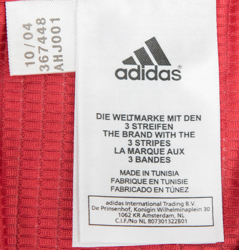 10/04
367448
AHJ001
adidas
DIE WELTMARKE MIT DEN
3 STREIFEN
THE BRAND WITH THE
3 STRIPES
LA MARQUE AUX
3 BANDES
MADE IN TUNISIA
FABRIQUE EN TUNISIE
FABRICADO EN TÚNEZ
adidas International Trading B.V
De Prinsenhof, Konigin Wilhelminaplein 30
1062 KR Amsterdam, NL
C.I.F./No NL 807301322B01